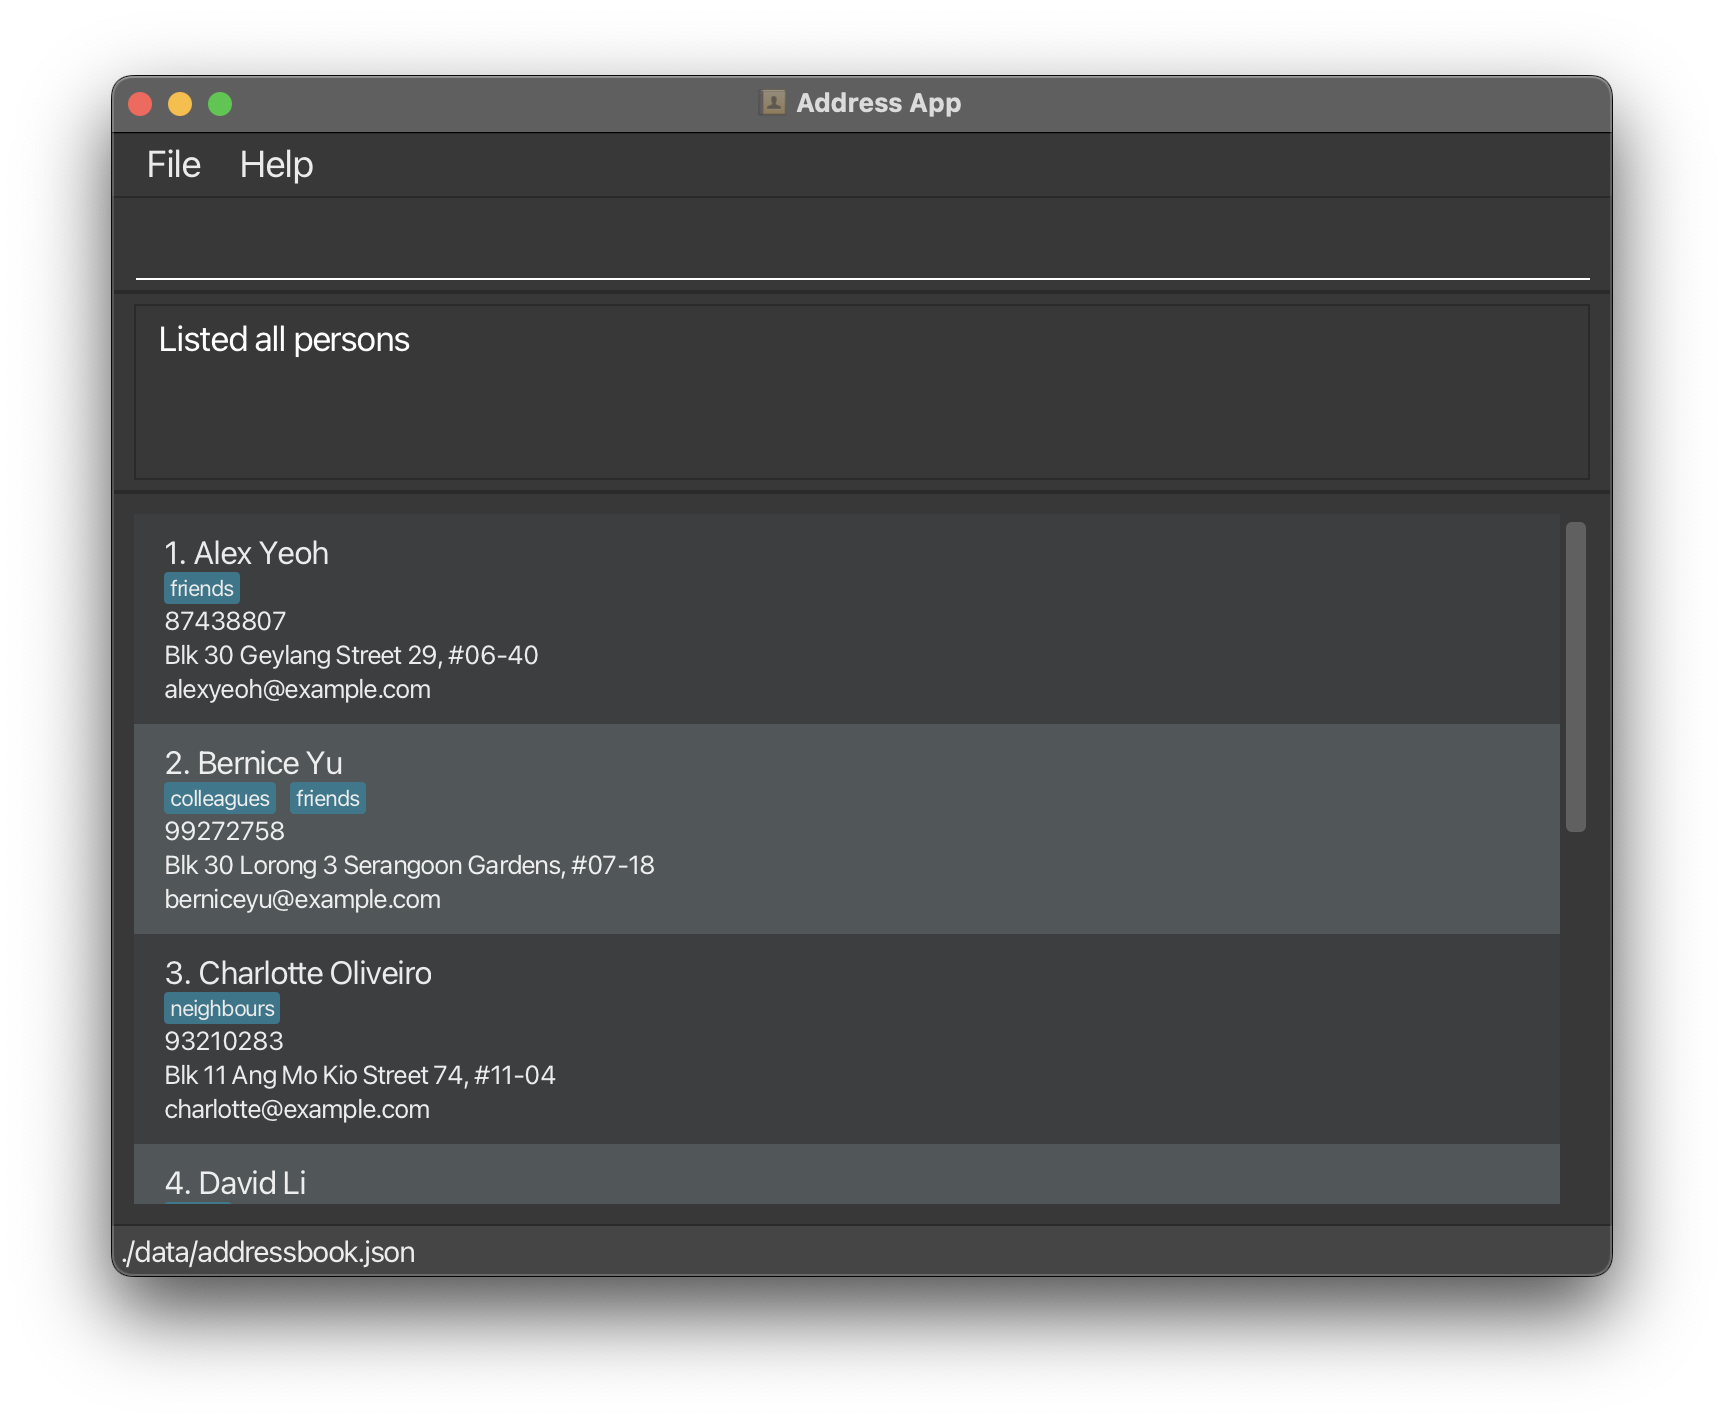 Address App
File Help
Listed all persons
1. Alex Yeoh
friends
87438807
Blk 30 Geylang Street 29, #06-40
alexyeoh@example.com
2. Bernice Yu
colleagues friends
99272758
Blk 30 Lorong 3 Serangoon Gardens, #07-18
berniceyu@example.com
3. Charlotte Oliveiro
neighbours
93210283
Blk 11 Ang Mo Kio Street 74, #11-04
charlotte@example.com
4. David Li
./data/addressbook.json